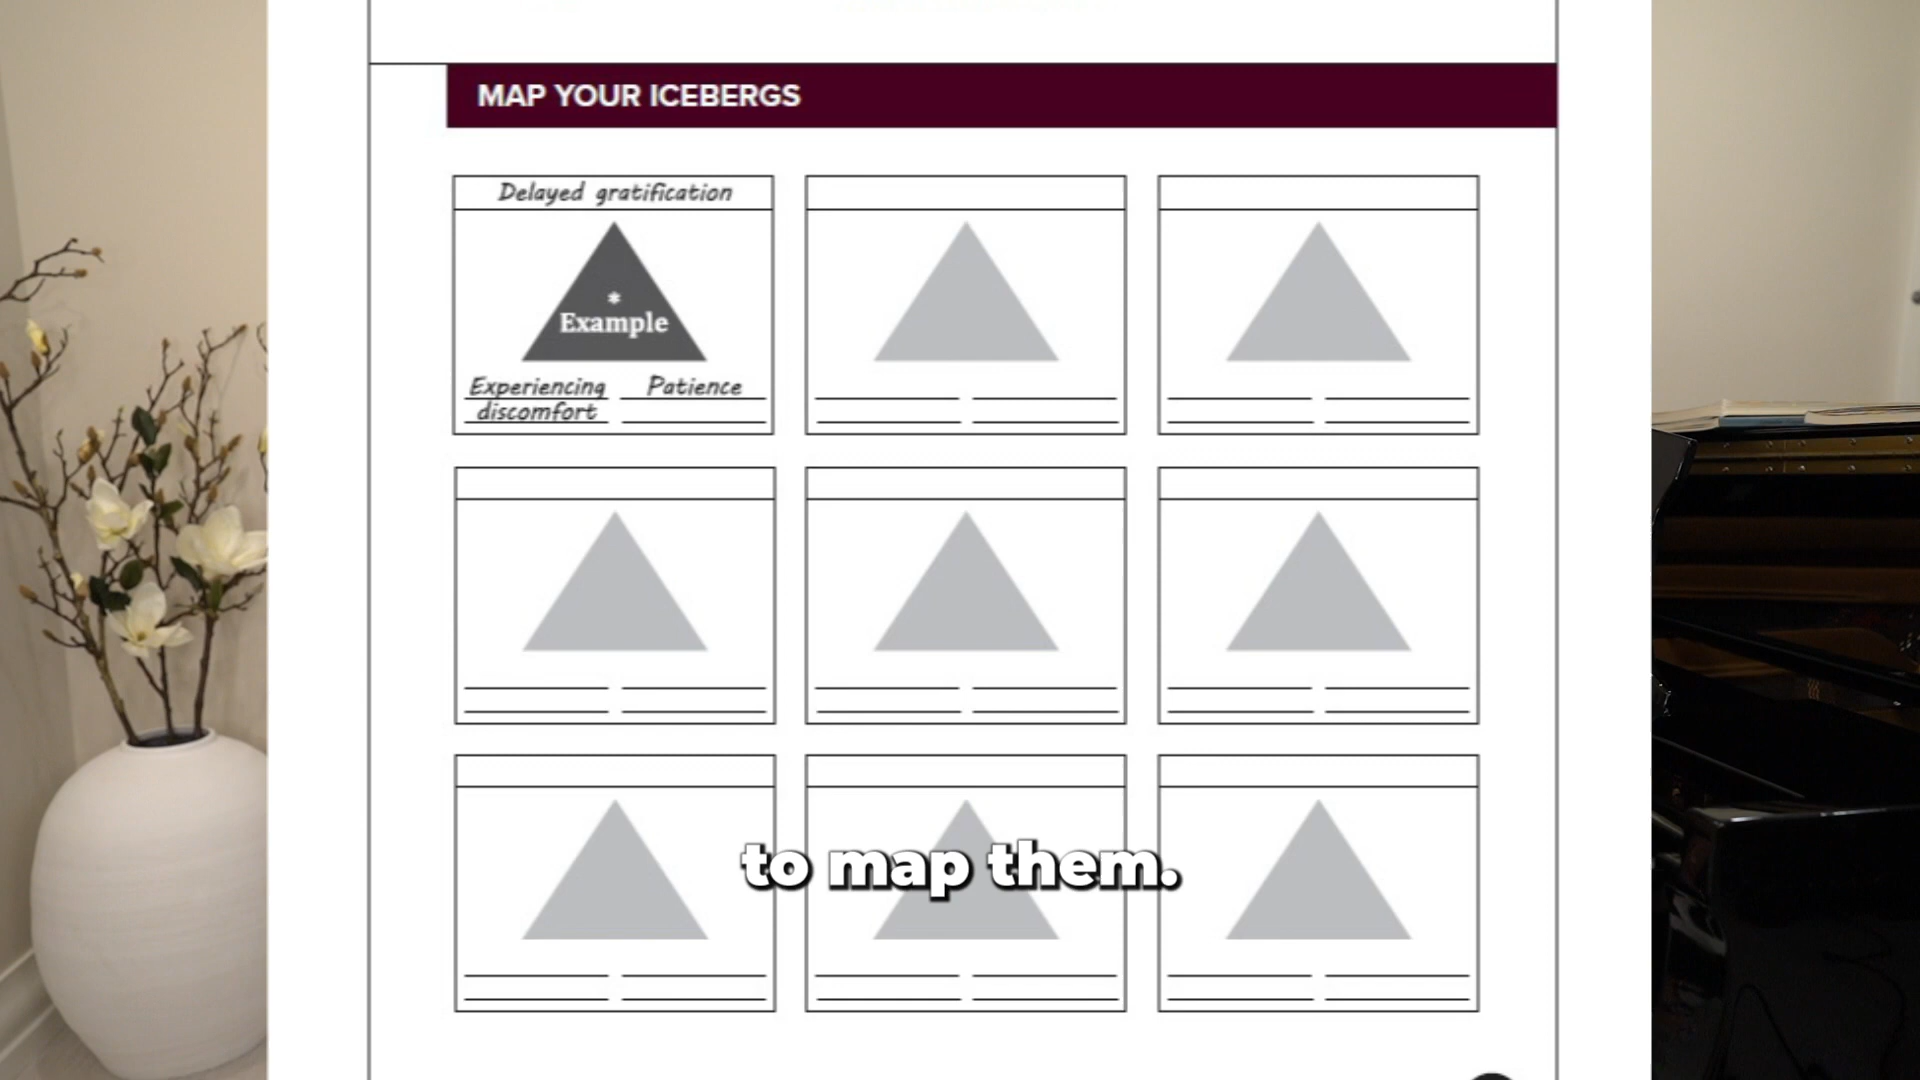 MAP YOUR ICEBERGS
Delayed gratification
*
Example
Experiencing
discomfort
Patience
to map them.